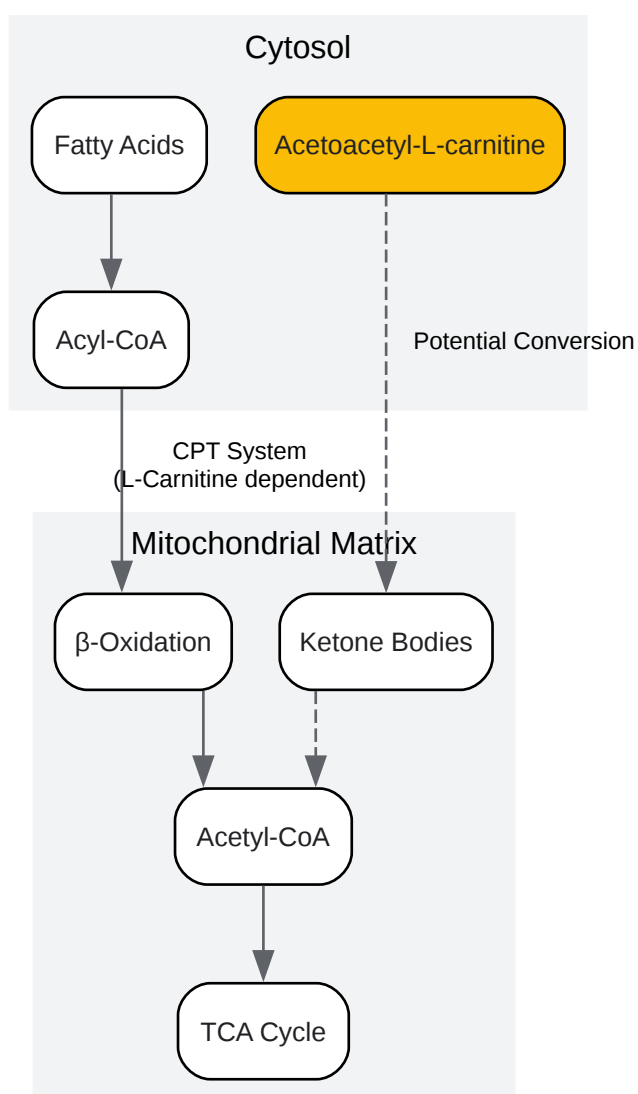 Cytosol
Fatty Acids
Acetoacetyl-L-carnitine
Acyl-CoA
Potential Conversion
CPT System
(L-Carnitine dependent)
Mitochondrial Matrix
β-Oxidation
Ketone Bodies
Acetyl-CoA
TCA Cycle